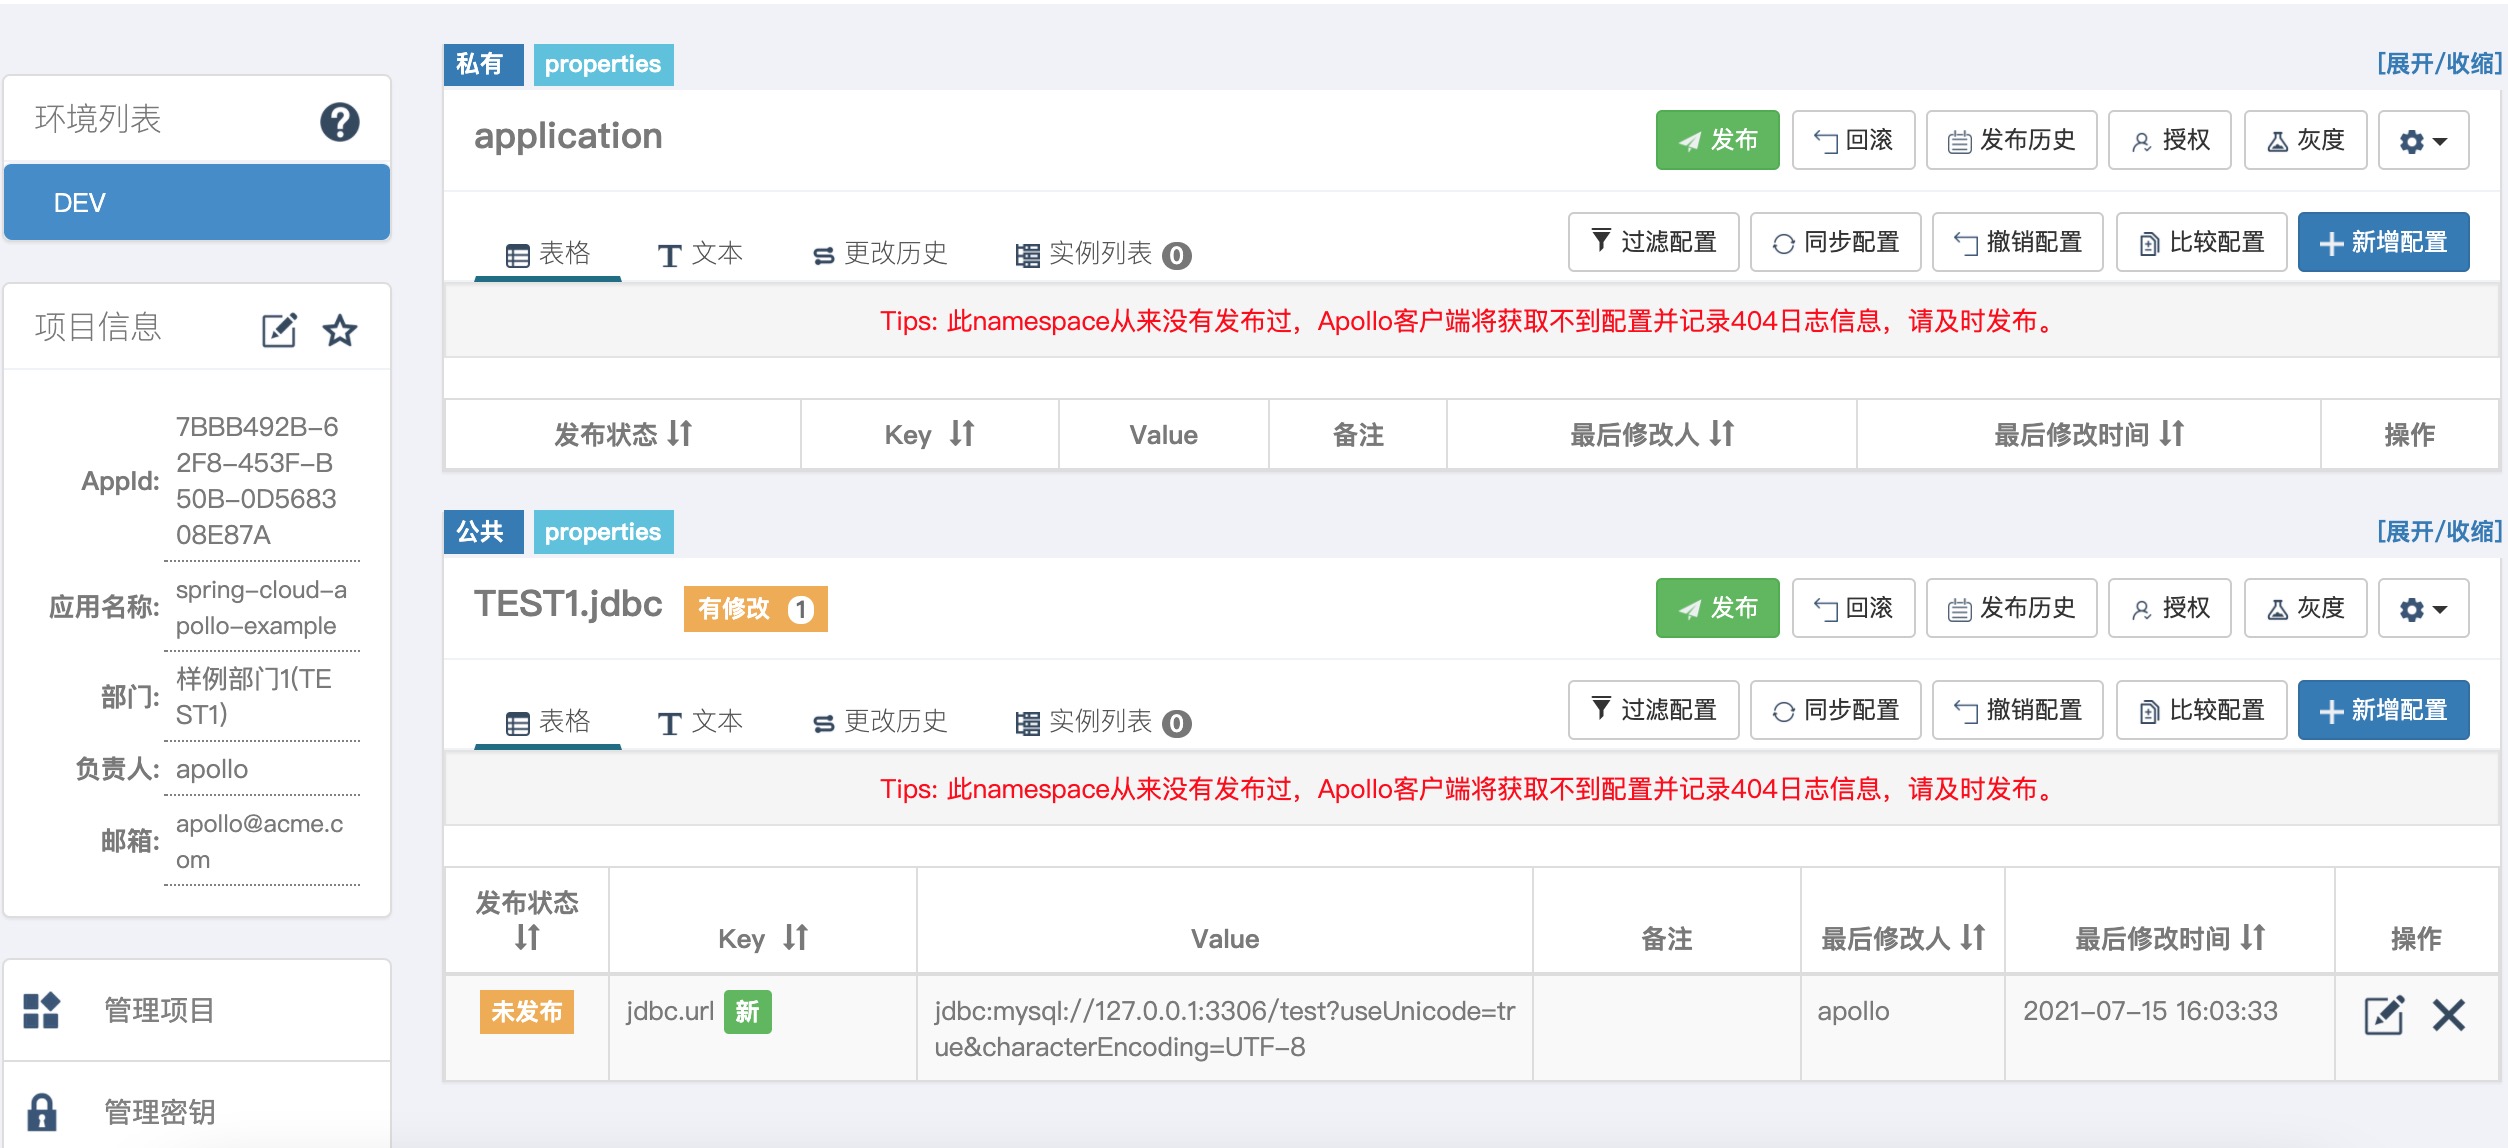 环境列表
DEV
项目信息
AppId:
7BBB492B-6
2F8-453F-B
50B-0D5683
08E87A
应用名称:
spring-cloud-a
pollo-example
部门:
样例部门1(TE
ST1)
负责人:
apollo
邮箱:
apollo@acme.c
om
管理项目
管理密钥
私有 properties [展开/收缩]
application 发布 回滚 发布历史 授权 灰度
表格 文本 更改历史 实例列表 0 过滤配置 同步配置 撤销配置 比较配置 新增配置
Tips: 此namespace从来没有发布过，Apollo客户端将获取不到配置并记录404日志信息，请及时发布。
发布状态 Key Value 备注 最后修改人 最后修改时间 操作
公共 properties [展开/收缩]
TEST1.jdbc 有修改 1 发布 回滚 发布历史 授权 灰度
表格 文本 更改历史 实例列表 0 过滤配置 同步配置 撤销配置 比较配置 新增配置
Tips: 此namespace从来没有发布过，Apollo客户端将获取不到配置并记录404日志信息，请及时发布。
发布状态 Key Value 备注 最后修改人 最后修改时间 操作
未发布 jdbc.url 新 jdbc:mysql://127.0.0.1:3306/test?useUnicode=tr apollo 2021-07-15 16:03:33
ue&characterEncoding=UTF-8